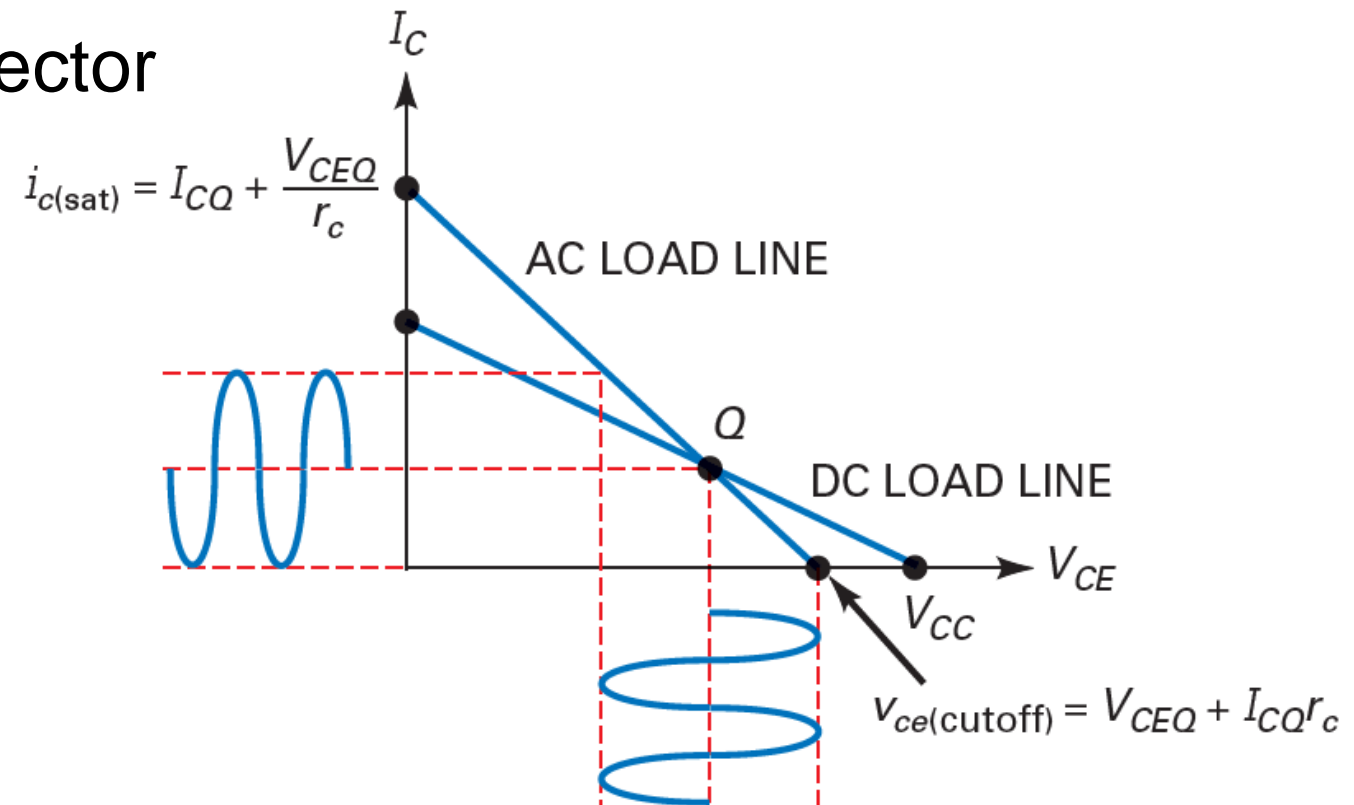 ector
I_C
i_c(sat) = I_CQ + V_CEQ / r_c
AC LOAD LINE
Q
DC LOAD LINE
V_CE
V_CC
v_ce(cutoff) = V_CEQ + I_CQ r_c